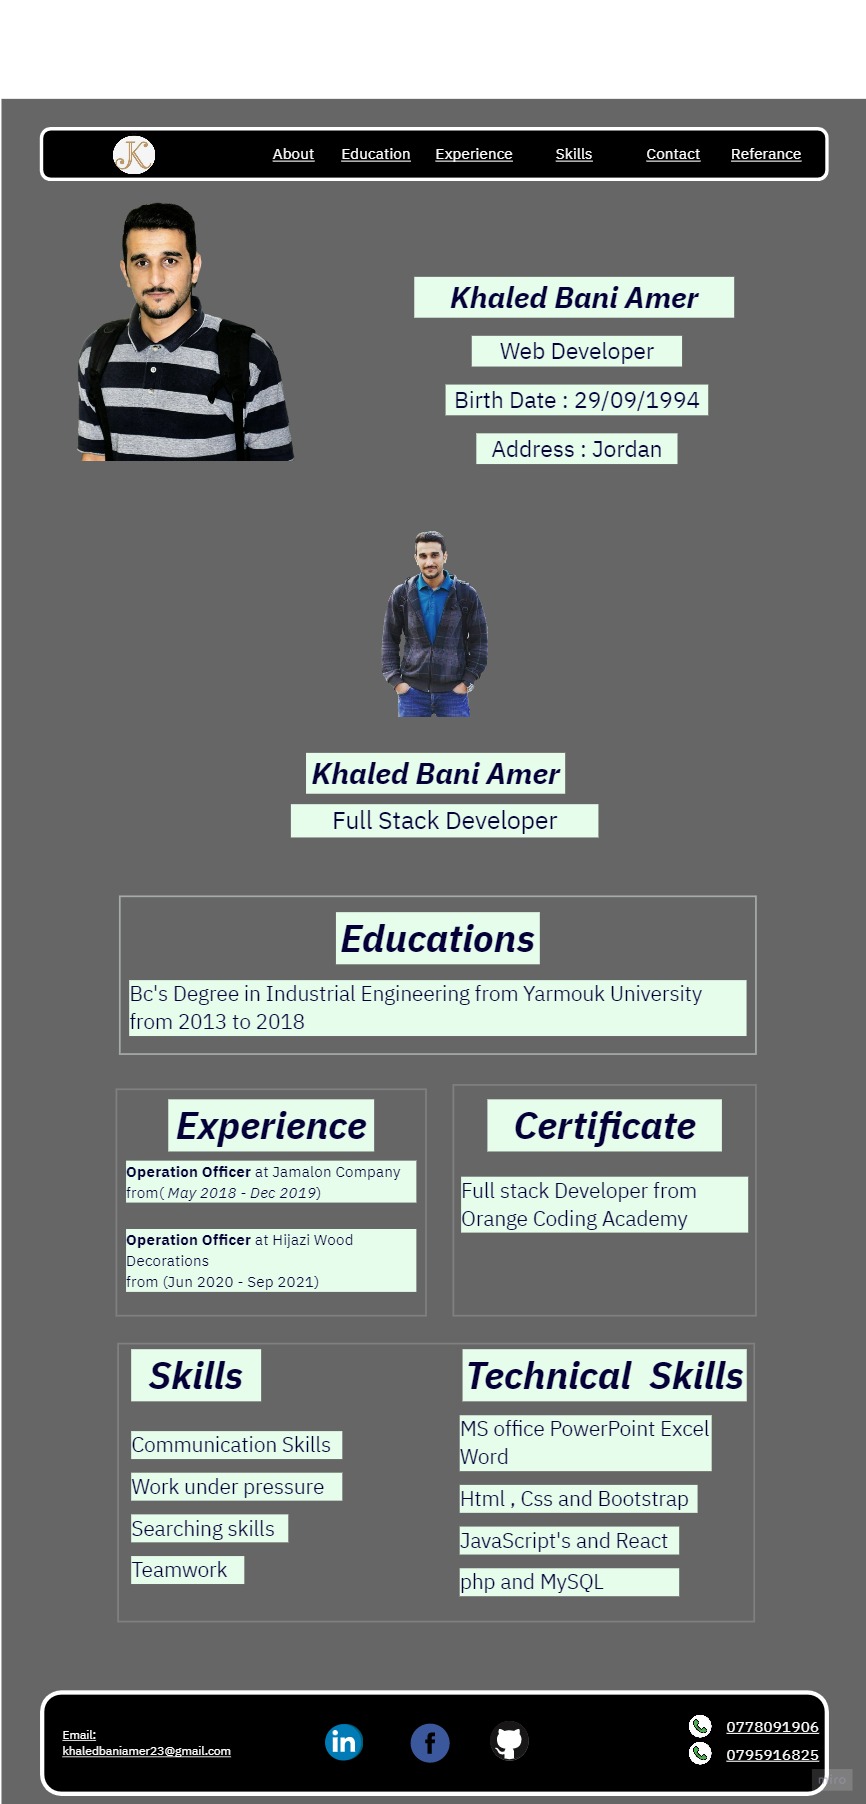 K
About Education Experience Skills Contact Referance
Khaled Bani Amer
Web Developer
Birth Date : 29/09/1994
Address : Jordan
Khaled Bani Amer
Full Stack Developer
Educations
Bc's Degree in Industrial Engineering from Yarmouk University
from 2013 to 2018
Experience
Operation Officer at Jamalon Company
from( May 2018 - Dec 2019)
Operation Officer at Hijazi Wood
Decorations
from (Jun 2020 - Sep 2021)
Certificate
Full stack Developer from
Orange Coding Academy
Skills
Communication Skills
Work under pressure
Searching skills
Teamwork
Technical  Skills
MS office PowerPoint Excel
Word
Html , Css and Bootstrap
JavaScript's and React
php and MySQL
Email:
khaledbaniamer23@gmail.com
in
f
0778091906
0795916825
miro